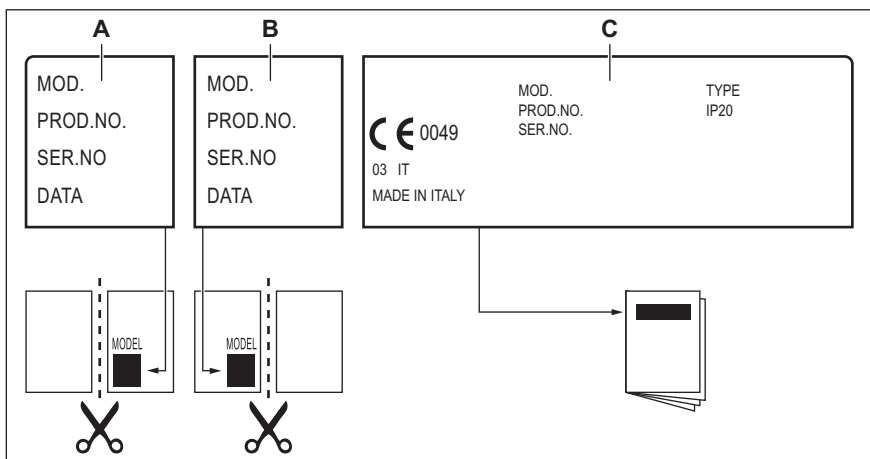 A
B
C
MOD.
PROD.NO.
SER.NO
DATA
MOD.
PROD.NO.
SER.NO
DATA
MOD.
PROD.NO.
SER.NO.
TYPE
IP20
CE 0049
03 IT
MADE IN ITALY
MODEL
MODEL